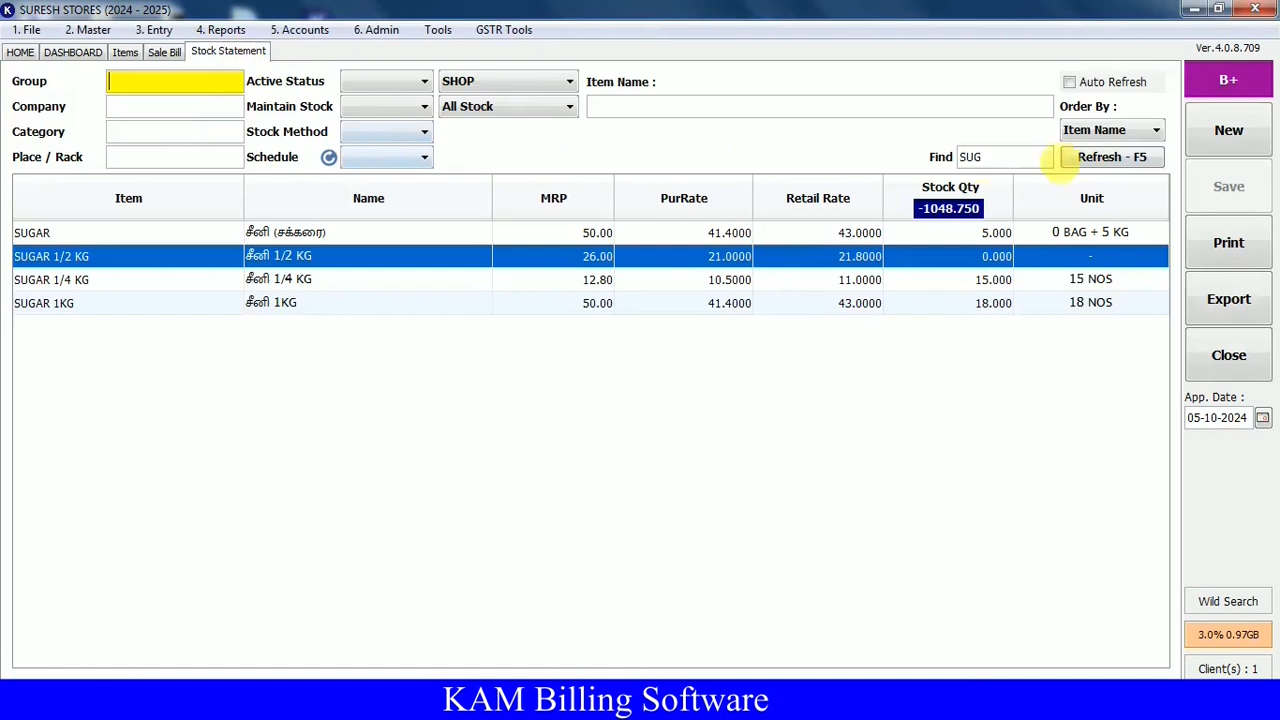 K SURESH STORES (2024 - 2025)
1. File 2. Master 3. Entry 4. Reports 5. Accounts 6. Admin Tools GSTR Tools
HOME DASHBOARD Items Sale Bill Stock Statement Ver.4.0.8.709
Group Active Status SHOP Item Name : Auto Refresh B+
Company Maintain Stock All Stock Order By :
Category Stock Method Item Name New
Place / Rack Schedule Find SUG Refresh - F5
Save
Item Name MRP PurRate Retail Rate Stock Qty Unit
-1048.750
SUGAR சீனி (சக்கரை) 50.00 41.4000 43.0000 5.000 0 BAG + 5 KG
SUGAR 1/2 KG சீனி 1/2 KG 26.00 21.0000 21.8000 0.000 -
SUGAR 1/4 KG சீனி 1/4 KG 12.80 10.5000 11.0000 15.000 15 NOS
SUGAR 1KG சீனி 1KG 50.00 41.4000 43.0000 18.000 18 NOS
Print
Export
Close
App. Date :
05-10-2024
Wild Search
3.0% 0.97GB
Client(s) : 1
KAM Billing Software